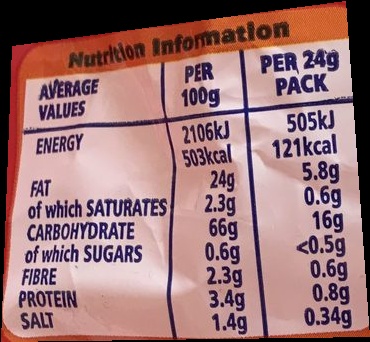 Nutrition Information
AVERAGE VALUES PER 100g PER 24g PACK
ENERGY 2106kJ 505kJ
503kcal 121kcal
FAT 24g 5.8g
of which SATURATES 2.3g 0.6g
CARBOHYDRATE 66g 16g
of which SUGARS 0.6g <0.5g
FIBRE 2.3g 0.6g
PROTEIN 3.4g 0.8g
SALT 1.4g 0.34g